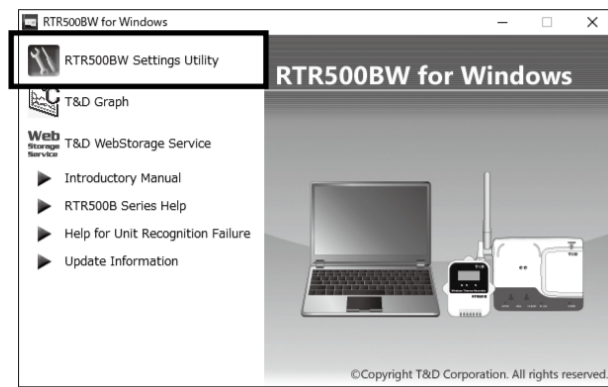 RTR500BW for Windows
RTR500BW Settings Utility
RTR500BW for Windows
T&D Graph
Web
Storage
Service
T&D WebStorage Service
Introductory Manual
RTR500B Series Help
Help for Unit Recognition Failure
Update Information
©Copyright T&D Corporation. All rights reserved.